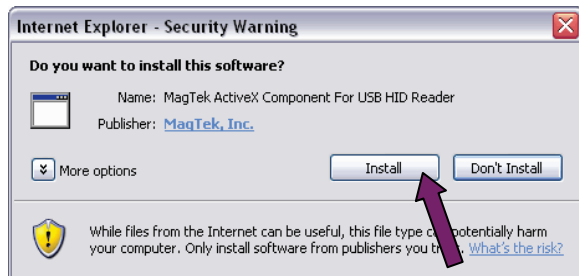 Internet Explorer - Security Warning
Do you want to install this software?
Name: MagTek ActiveX Component For USB HID Reader
Publisher: MagTek, Inc.
More options
Install
Don't Install
While files from the Internet can be useful, this file type potentially harm
your computer. Only install software from publishers you What's the risk?